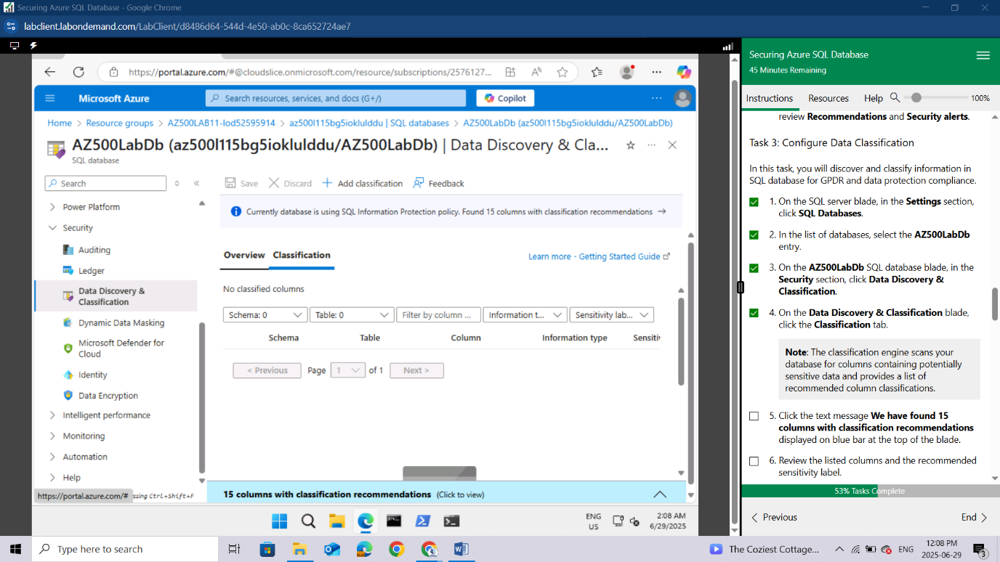 Securing Azure SQL Database - Google Chrome
labclient.labondemand.com/LabClient/d8486d64-544d-4e50-ab0c-8ca652724ae7
https://portal.azure.com/#@cloudslice.onmicrosoft.com/resource/subscriptions/2576127...
Microsoft Azure
Search resources, services, and docs (G+/)
Copilot
Home > Resource groups > AZ500LAB11-lod52595914 > az500l115bg5ioklulddu | SQL databases > AZ500LabDb (az500l115bg5ioklulddu/AZ500LabDb)
AZ500LabDb (az500l115bg5ioklulddu/AZ500LabDb) | Data Discovery & Cla...
SQL database
Search
Power Platform
Security
Auditing
Ledger
Data Discovery &
Classification
Dynamic Data Masking
Microsoft Defender for
Cloud
Identity
Data Encryption
Intelligent performance
Monitoring
Automation
Help
https://portal.azure.com/# ssing Ctrl+Shift+F
Save Discard Add classification Feedback
Currently database is using SQL Information Protection policy. Found 15 columns with classification recommendations →
Overview Classification
Learn more - Getting Started Guide
No classified columns
Schema: 0 Table: 0 Filter by column ... Information t... Sensitivity lab...
Schema Table Column Information type Sensitiv
< Previous Page 1 of 1 Next >
15 columns with classification recommendations (Click to view)
ENG
US
2:08 AM
6/29/2025
Securing Azure SQL Database
45 Minutes Remaining
Instructions Resources Help 100%
review Recommendations and Security alerts.
Task 3: Configure Data Classification
In this task, you will discover and classify information in
SQL database for GPDR and data protection compliance.
1. On the SQL server blade, in the Settings section,
click SQL Databases.
2. In the list of databases, select the AZ500LabDb
entry.
3. On the AZ500LabDb SQL database blade, in the
Security section, click Data Discovery &
Classification.
4. On the Data Discovery & Classification blade,
click the Classification tab.
Note: The classification engine scans your
database for columns containing potentially
sensitive data and provides a list of
recommended column classifications.
5. Click the text message We have found 15
columns with classification recommendations
displayed on blue bar at the top of the blade.
6. Review the listed columns and the recommended
sensitivity label.
53% Tasks Complete
Previous End
Type here to search
The Coziest Cottage...
ENG
12:08 PM
2025-06-29
3